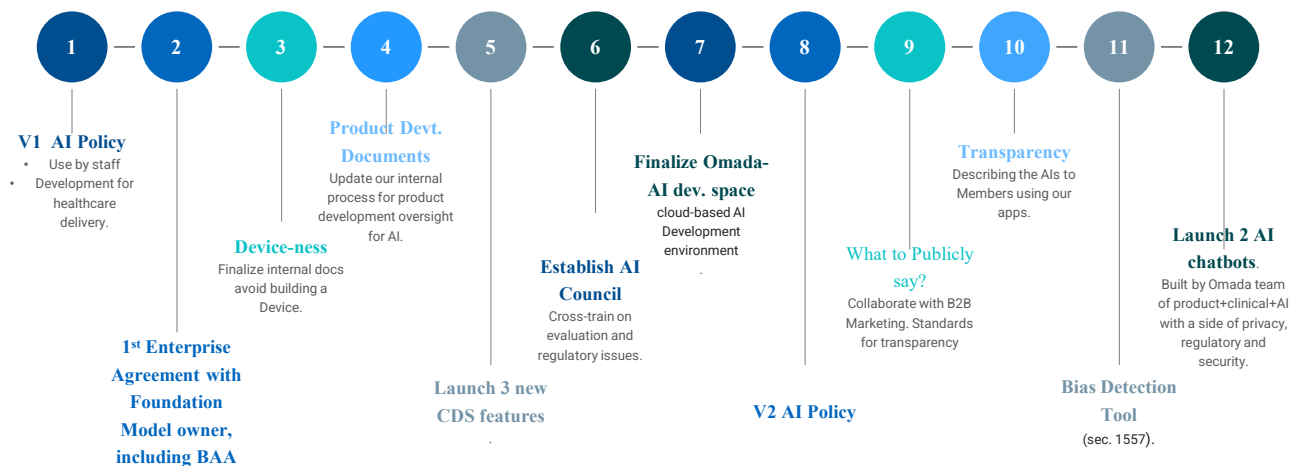 1
2
3
4
5
6
7
8
9
10
11
12
V1 AI Policy
• Use by staff
• Development for
healthcare
delivery.
1st Enterprise
Agreement with
Foundation
Model owner,
including BAA
Device-ness
Finalize internal docs
avoid building a
Device.
Product Devt.
Documents
Update our internal
process for product
development oversight
for AI.
Launch 3 new
CDS features
.
Establish AI
Council
Cross-train on
evaluation and
regulatory issues.
Finalize Omada-
AI dev. space
cloud-based AI
Development
environment
.
V2 AI Policy
What to Publicly
say?
Collaborate with B2B
Marketing. Standards
for transparency
Transparency
Describing the AIs to
Members using our
apps.
Bias Detection
Tool
(sec. 1557).
Launch 2 AI
chatbots.
Built by Omada team
of product+clinical+AI
with a side of privacy,
regulatory and
security.